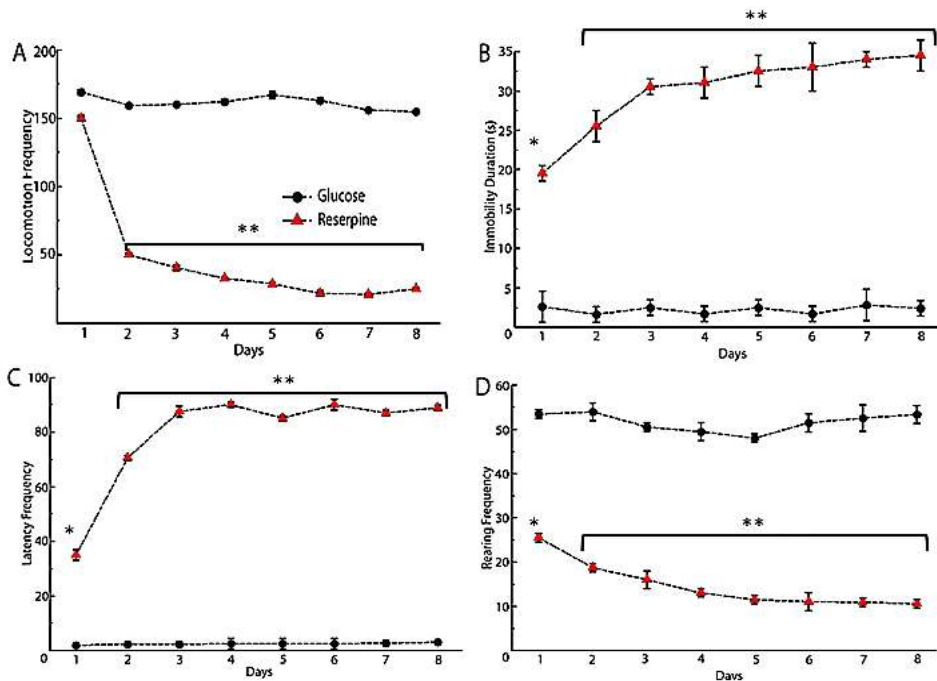 A
200
150
100
50
0
Locomotion Frequency
Glucose
Reserpine
**
1 2 3 4 5 6 7 8
Days
B
**
35
30
25
20
15
10
5
0
Immobility Duration (s)
*
1 2 3 4 5 6 7 8
Days
C
**
100
80
60
40
20
0
Latency Frequency
*
1 2 3 4 5 6 7 8
Days
D
60
50
40
30
20
10
0
Rearing Frequency
*
**
1 2 3 4 5 6 7 8
Days